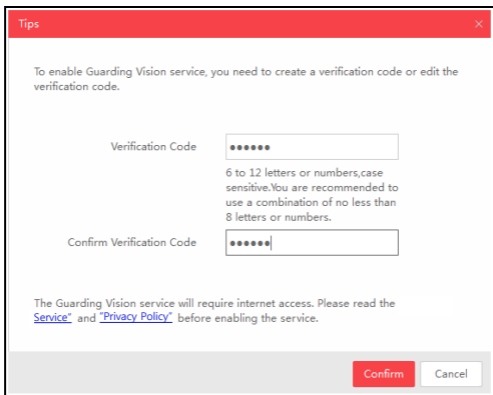 Tips
To enable Guarding Vision service, you need to create a verification code or edit the
verification code.
Verification Code ●●●●●●
6 to 12 letters or numbers,case
sensitive.You are recommended to
use a combination of no less than
8 letters or numbers.
Confirm Verification Code ●●●●●●
The Guarding Vision service will require internet access. Please read the
Service" and "Privacy Policy" before enabling the service.
Confirm Cancel